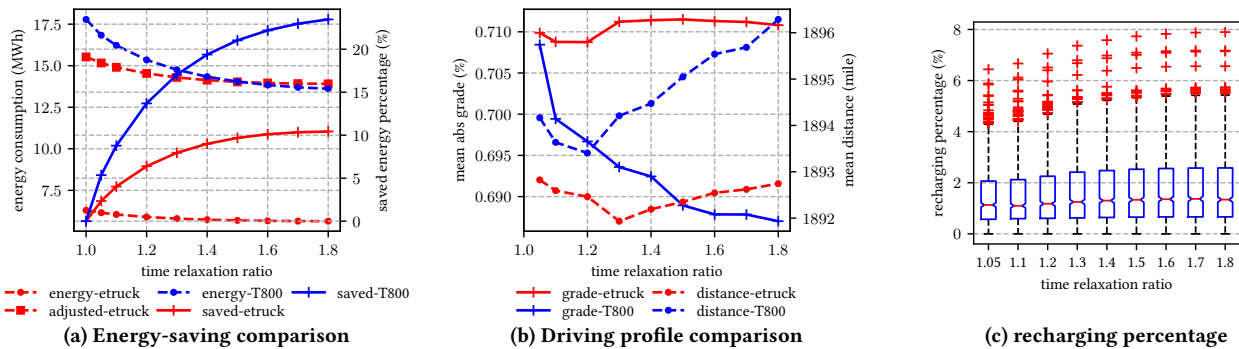 17.5
15.0
12.5
10.0
7.5
energy consumption (MWh)
20
15
10
5
0
saved energy percentage (%)
1.0 1.2 1.4 1.6 1.8
time relaxation ratio
energy-etruck energy-T800 saved-T800
adjusted-etruck saved-etruck
(a) Energy-saving comparison
0.710
0.705
0.700
0.695
0.690
mean abs grade (%)
1896
1895
1894
1893
1892
mean distance (mile)
1.0 1.2 1.4 1.6 1.8
time relaxation ratio
grade-etruck distance-etruck
grade-T800 distance-T800
(b) Driving profile comparison
8
6
4
2
0
recharging percentage (%)
1.05 1.1 1.2 1.3 1.4 1.5 1.6 1.7 1.8
time relaxation ratio
(c) recharging percentage